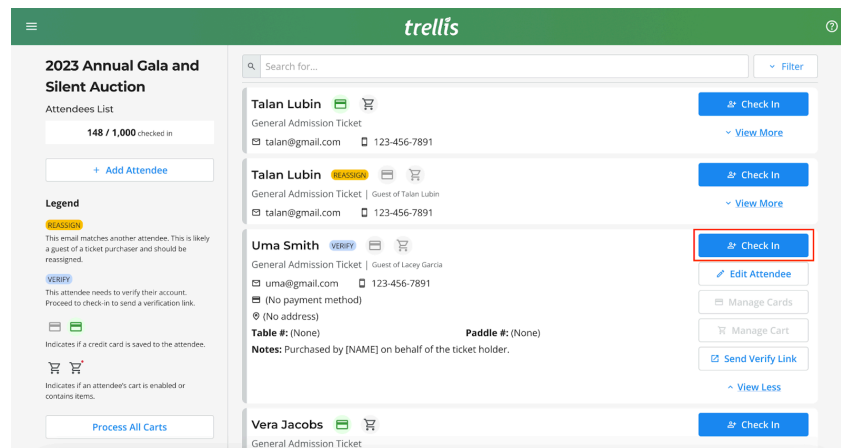 trellis
2023 Annual Gala and
Silent Auction
Attendees List
148 / 1,000 checked in
+ Add Attendee
Legend
REASSIGN
This email matches another attendee. This is likely
a guest of a ticket purchaser and should be
reassigned.
VERIFY
This attendee needs to verify their account.
Proceed to check-in to send a verification link.
Indicates if a credit card is saved to the attendee.
Indicates if an attendee's cart is enabled or
contains items.
Process All Carts
Search for...
Filter
Talan Lubin
Check In
General Admission Ticket
talan@gmail.com 123-456-7891
View More
Talan Lubin REASSIGN
Check In
General Admission Ticket | Guest of Talan Lubin
talan@gmail.com 123-456-7891
View More
Uma Smith VERIFY
Check In
General Admission Ticket | Guest of Lacey Garcia
uma@gmail.com 123-456-7891
(No payment method)
(No address)
Table #: (None) Paddle #: (None)
Notes: Purchased by [NAME] on behalf of the ticket holder.
Edit Attendee
Manage Cards
Manage Cart
Send Verify Link
View Less
Vera Jacobs
Check In
General Admission Ticket